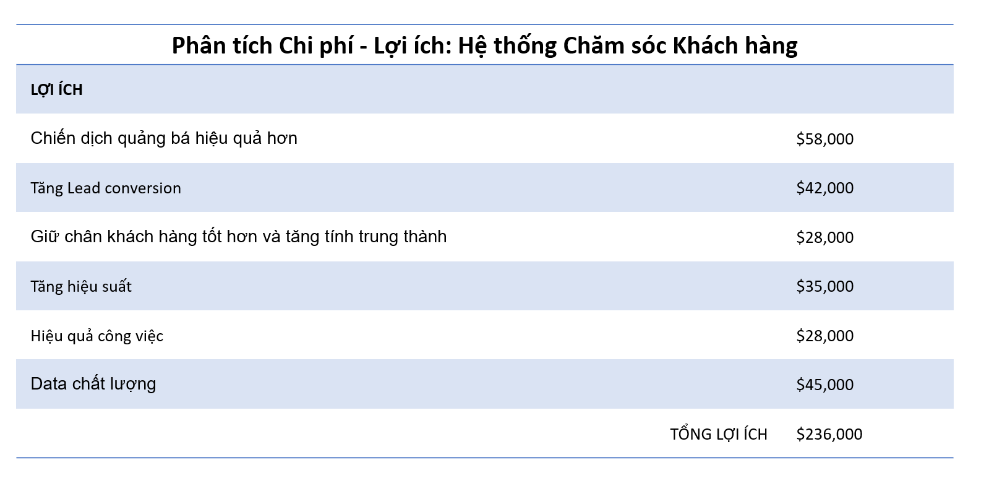 Phân tích Chi phí - Lợi ích: Hệ thống Chăm sóc Khách hàng
LỢI ÍCH
Chiến dịch quảng bá hiệu quả hơn $58,000
Tăng Lead conversion $42,000
Giữ chân khách hàng tốt hơn và tăng tính trung thành $28,000
Tăng hiệu suất $35,000
Hiệu quả công việc $28,000
Data chất lượng $45,000
TỔNG LỢI ÍCH $236,000